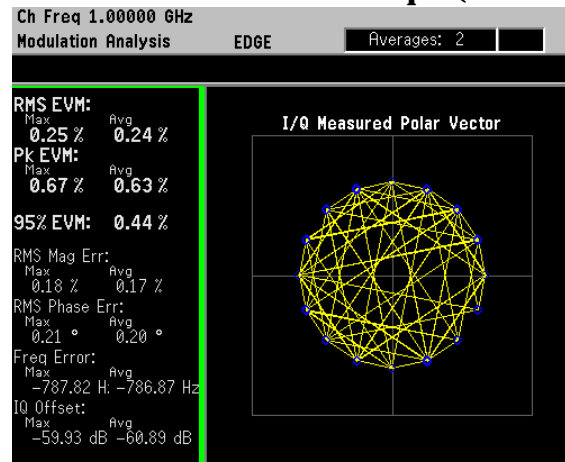 Ch Freq 1.00000 GHz
Modulation Analysis EDGE Averages: 2
RMS EVM:
Max Avg
0.25 % 0.24 %
Pk EVM:
Max Avg
0.67 % 0.63 %
95% EVM: 0.44 %
RMS Mag Err:
Max Avg
0.18 % 0.17 %
RMS Phase Err:
Max Avg
0.21 ° 0.20 °
Freq Error:
Max Avg
-787.82 H: -786.87 Hz
IQ Offset:
Max Avg
-59.93 dB -60.89 dB
I/Q Measured Polar Vector